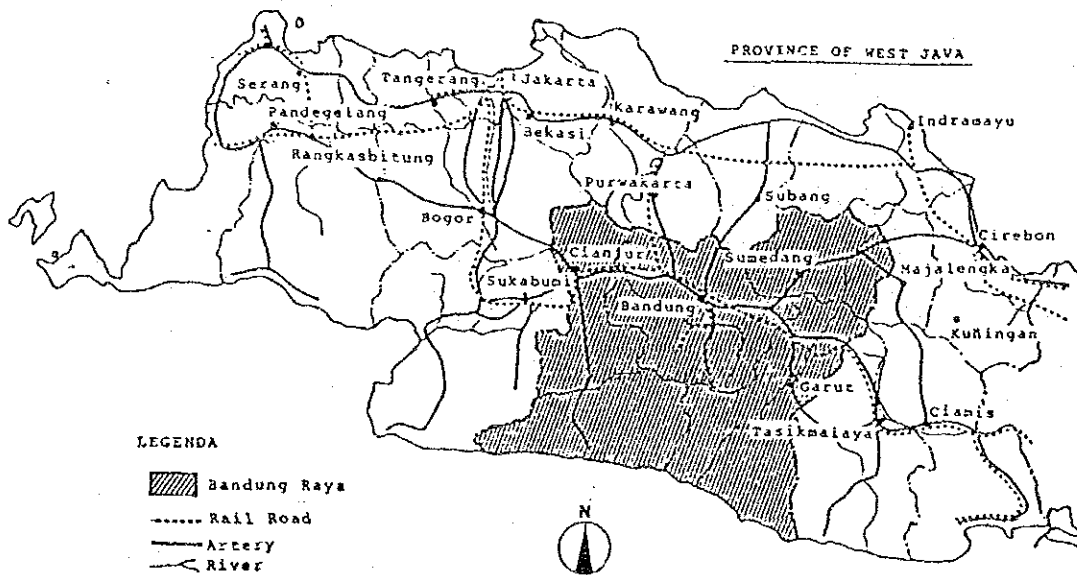 PROVINCE OF WEST JAVA
Serang
Tangerang
Jakarta
Pandegelang
Bekasi
Karawang
Indramayu
Rangkasbitung
Purwakarta
Subang
Bogor
Cirebon
Cianjur
Sumedang
Majalengka
Sukabumi
Bandung
Kuningan
Garut
Ciamis
Tasikmalaya
LEGENDA
Bandung Raya
Rail Road
Artery
River
N